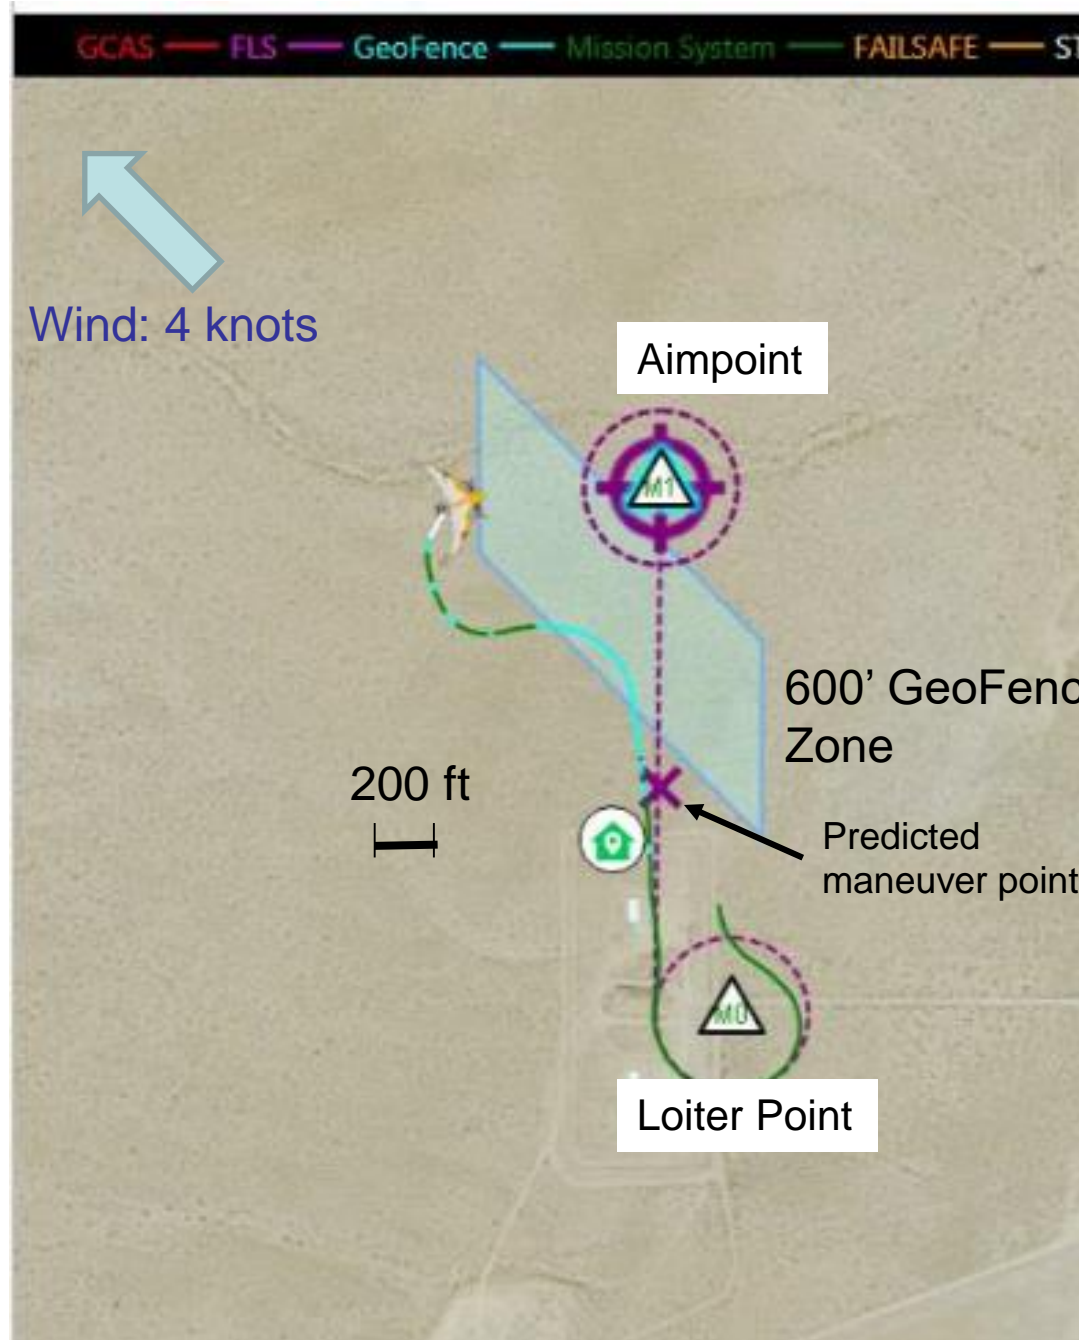 GCAS FLS GeoFence Mission System FAILSAFE ST
Wind: 4 knots
Aimpoint
M1
600' GeoFenc
Zone
200 ft
Predicted
maneuver point
M0
Loiter Point